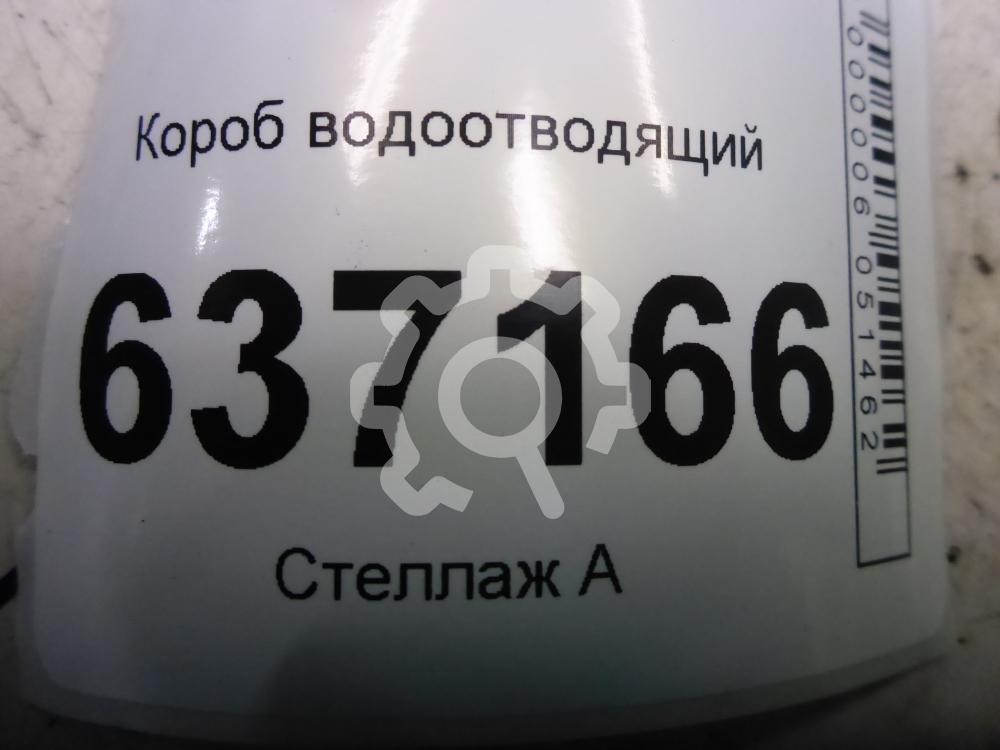 Короб водоотводящий
637166
Стеллаж А
000006051462